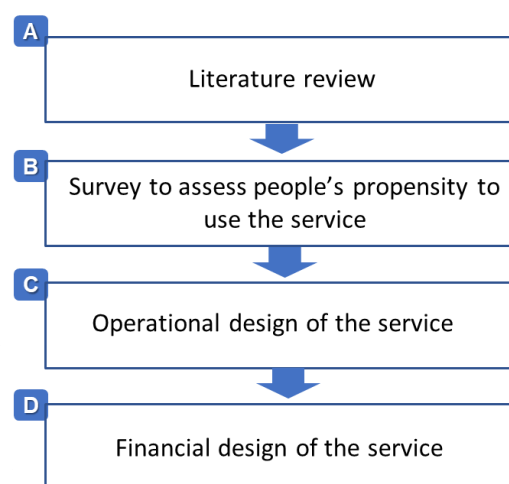 A
Literature review
B
Survey to assess people's propensity to
use the service
C
Operational design of the service
D
Financial design of the service